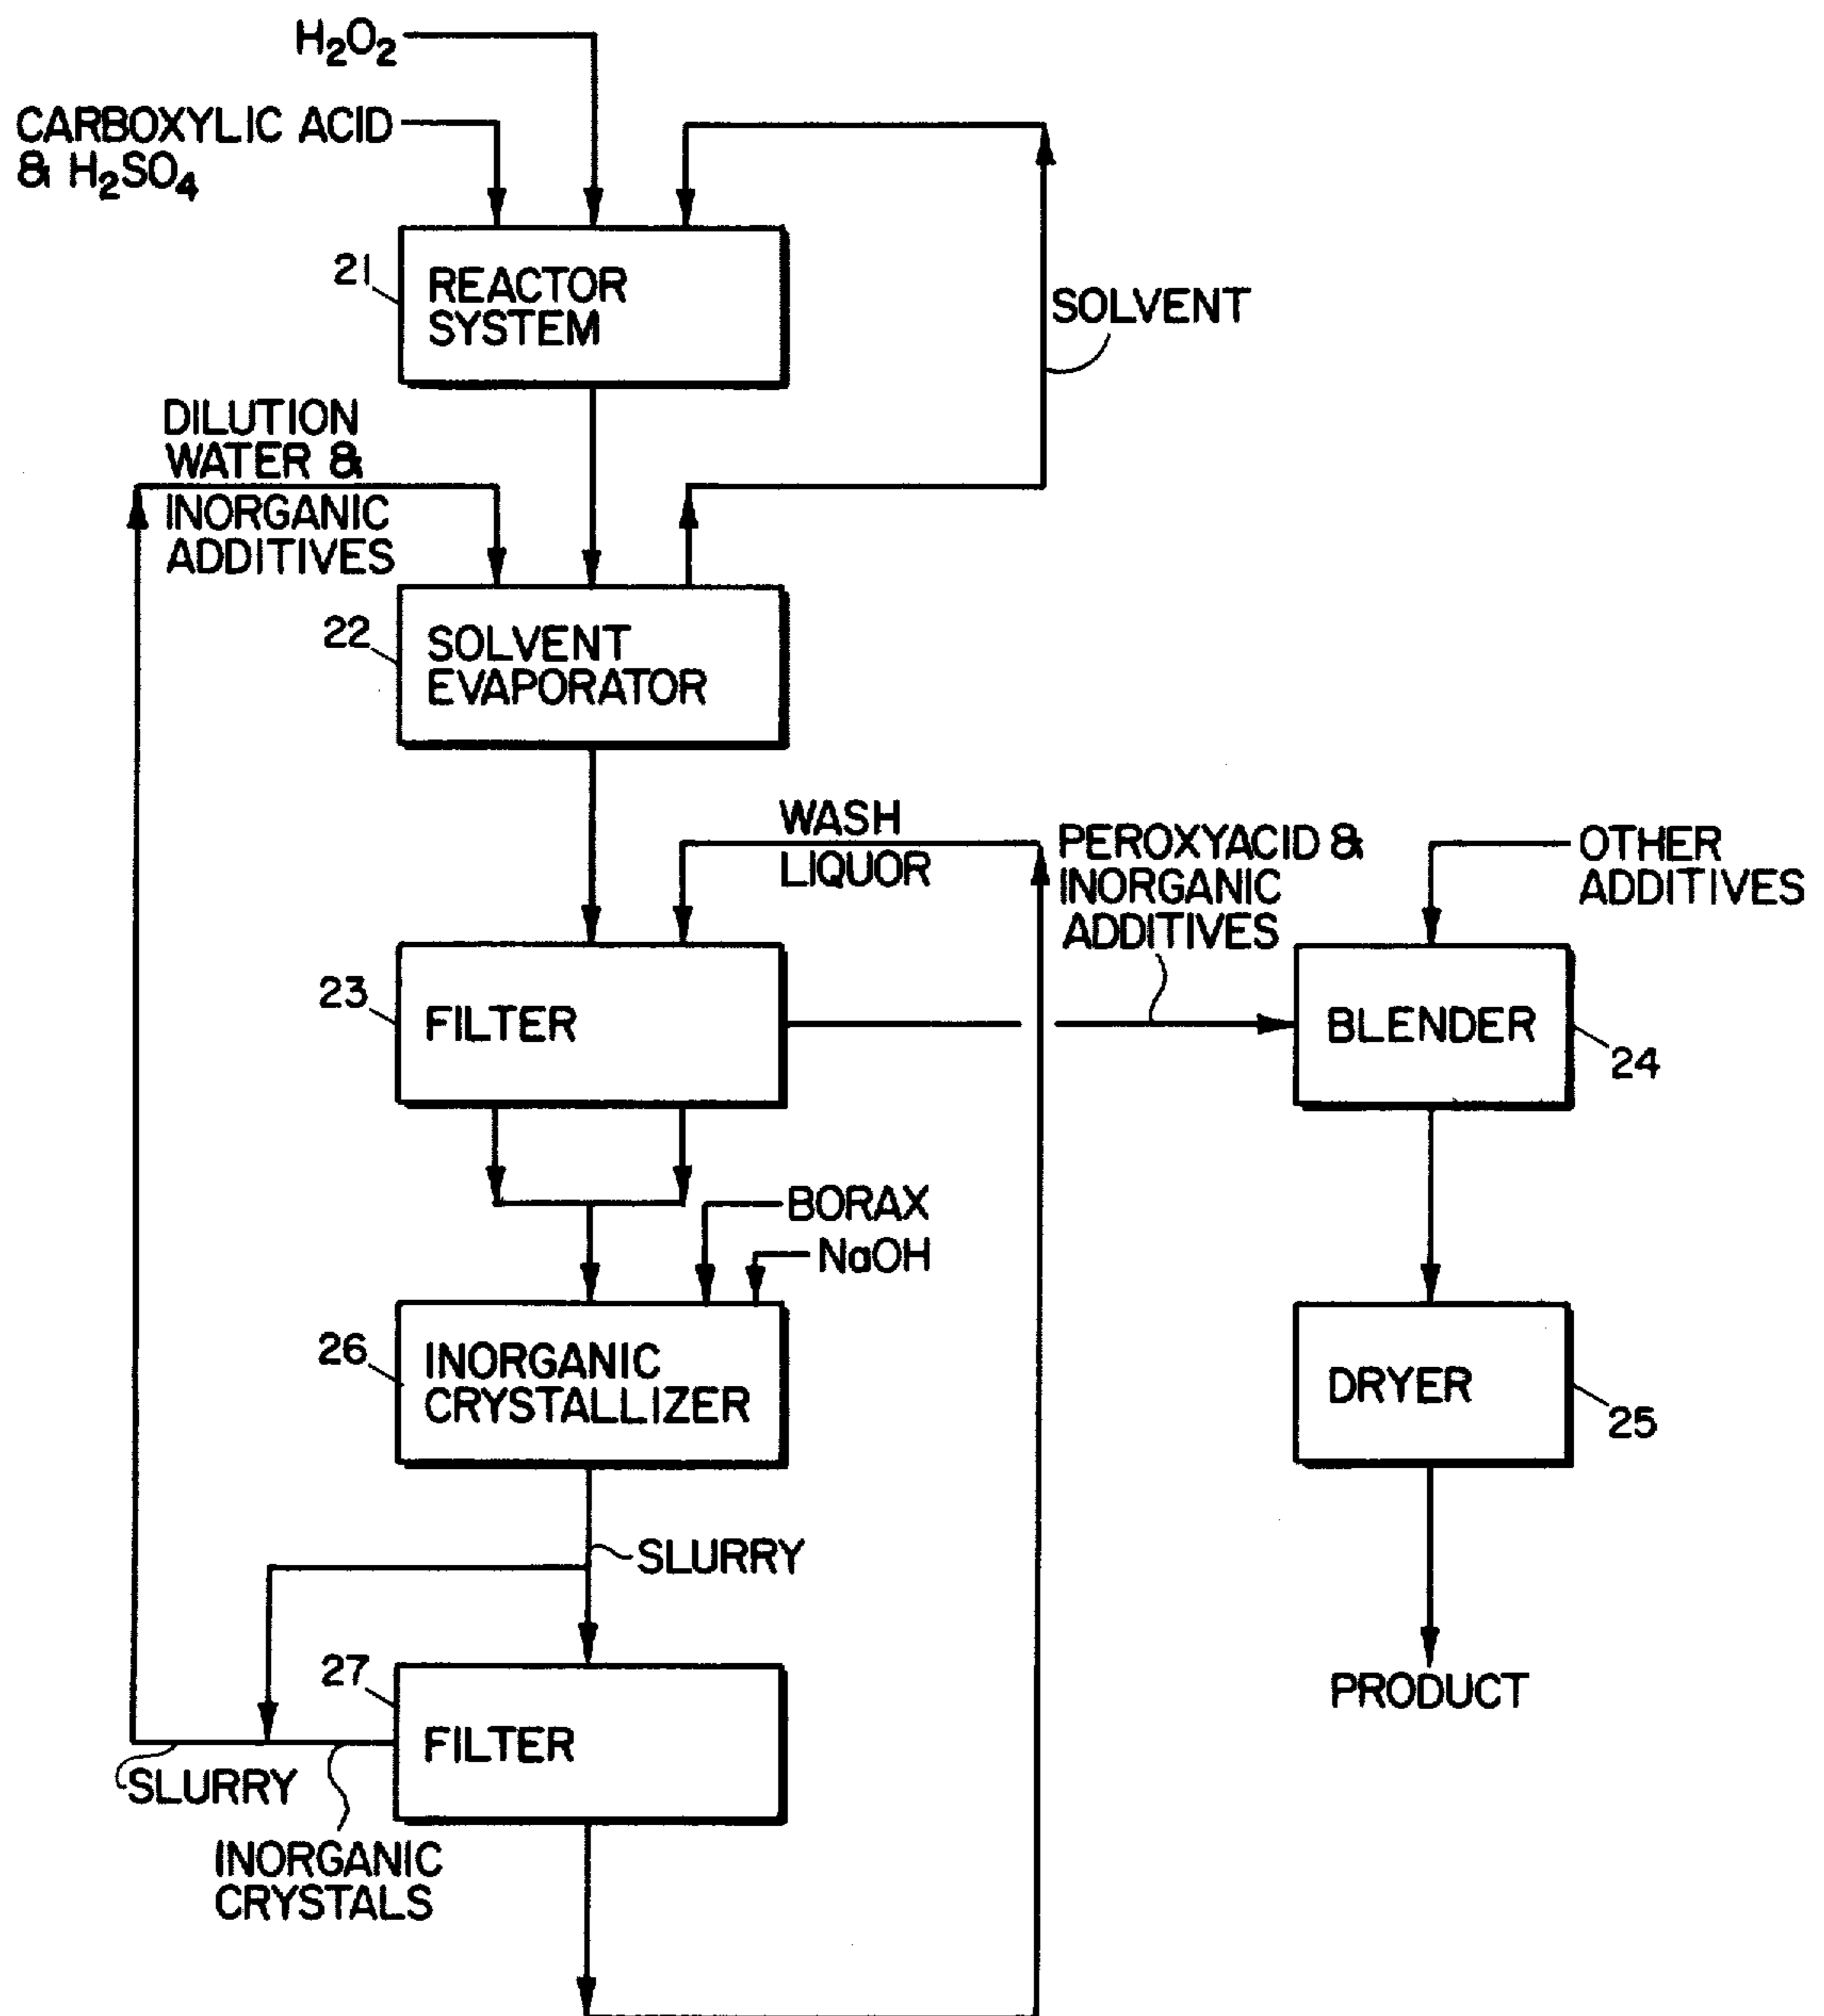 H₂O₂
CARBOXYLIC ACID
& H₂SO₄
21
REACTOR
SYSTEM
SOLVENT
DILUTION
WATER &
INORGANIC
ADDITIVES
22
SOLVENT
EVAPORATOR
WASH
LIQUOR
PEROXYACID &
INORGANIC
ADDITIVES
OTHER
ADDITIVES
23
FILTER
BLENDER
24
BORAX
NaOH
26
INORGANIC
CRYSTALLIZER
DRYER
25
SLURRY
27
FILTER
PRODUCT
SLURRY
INORGANIC
CRYSTALS